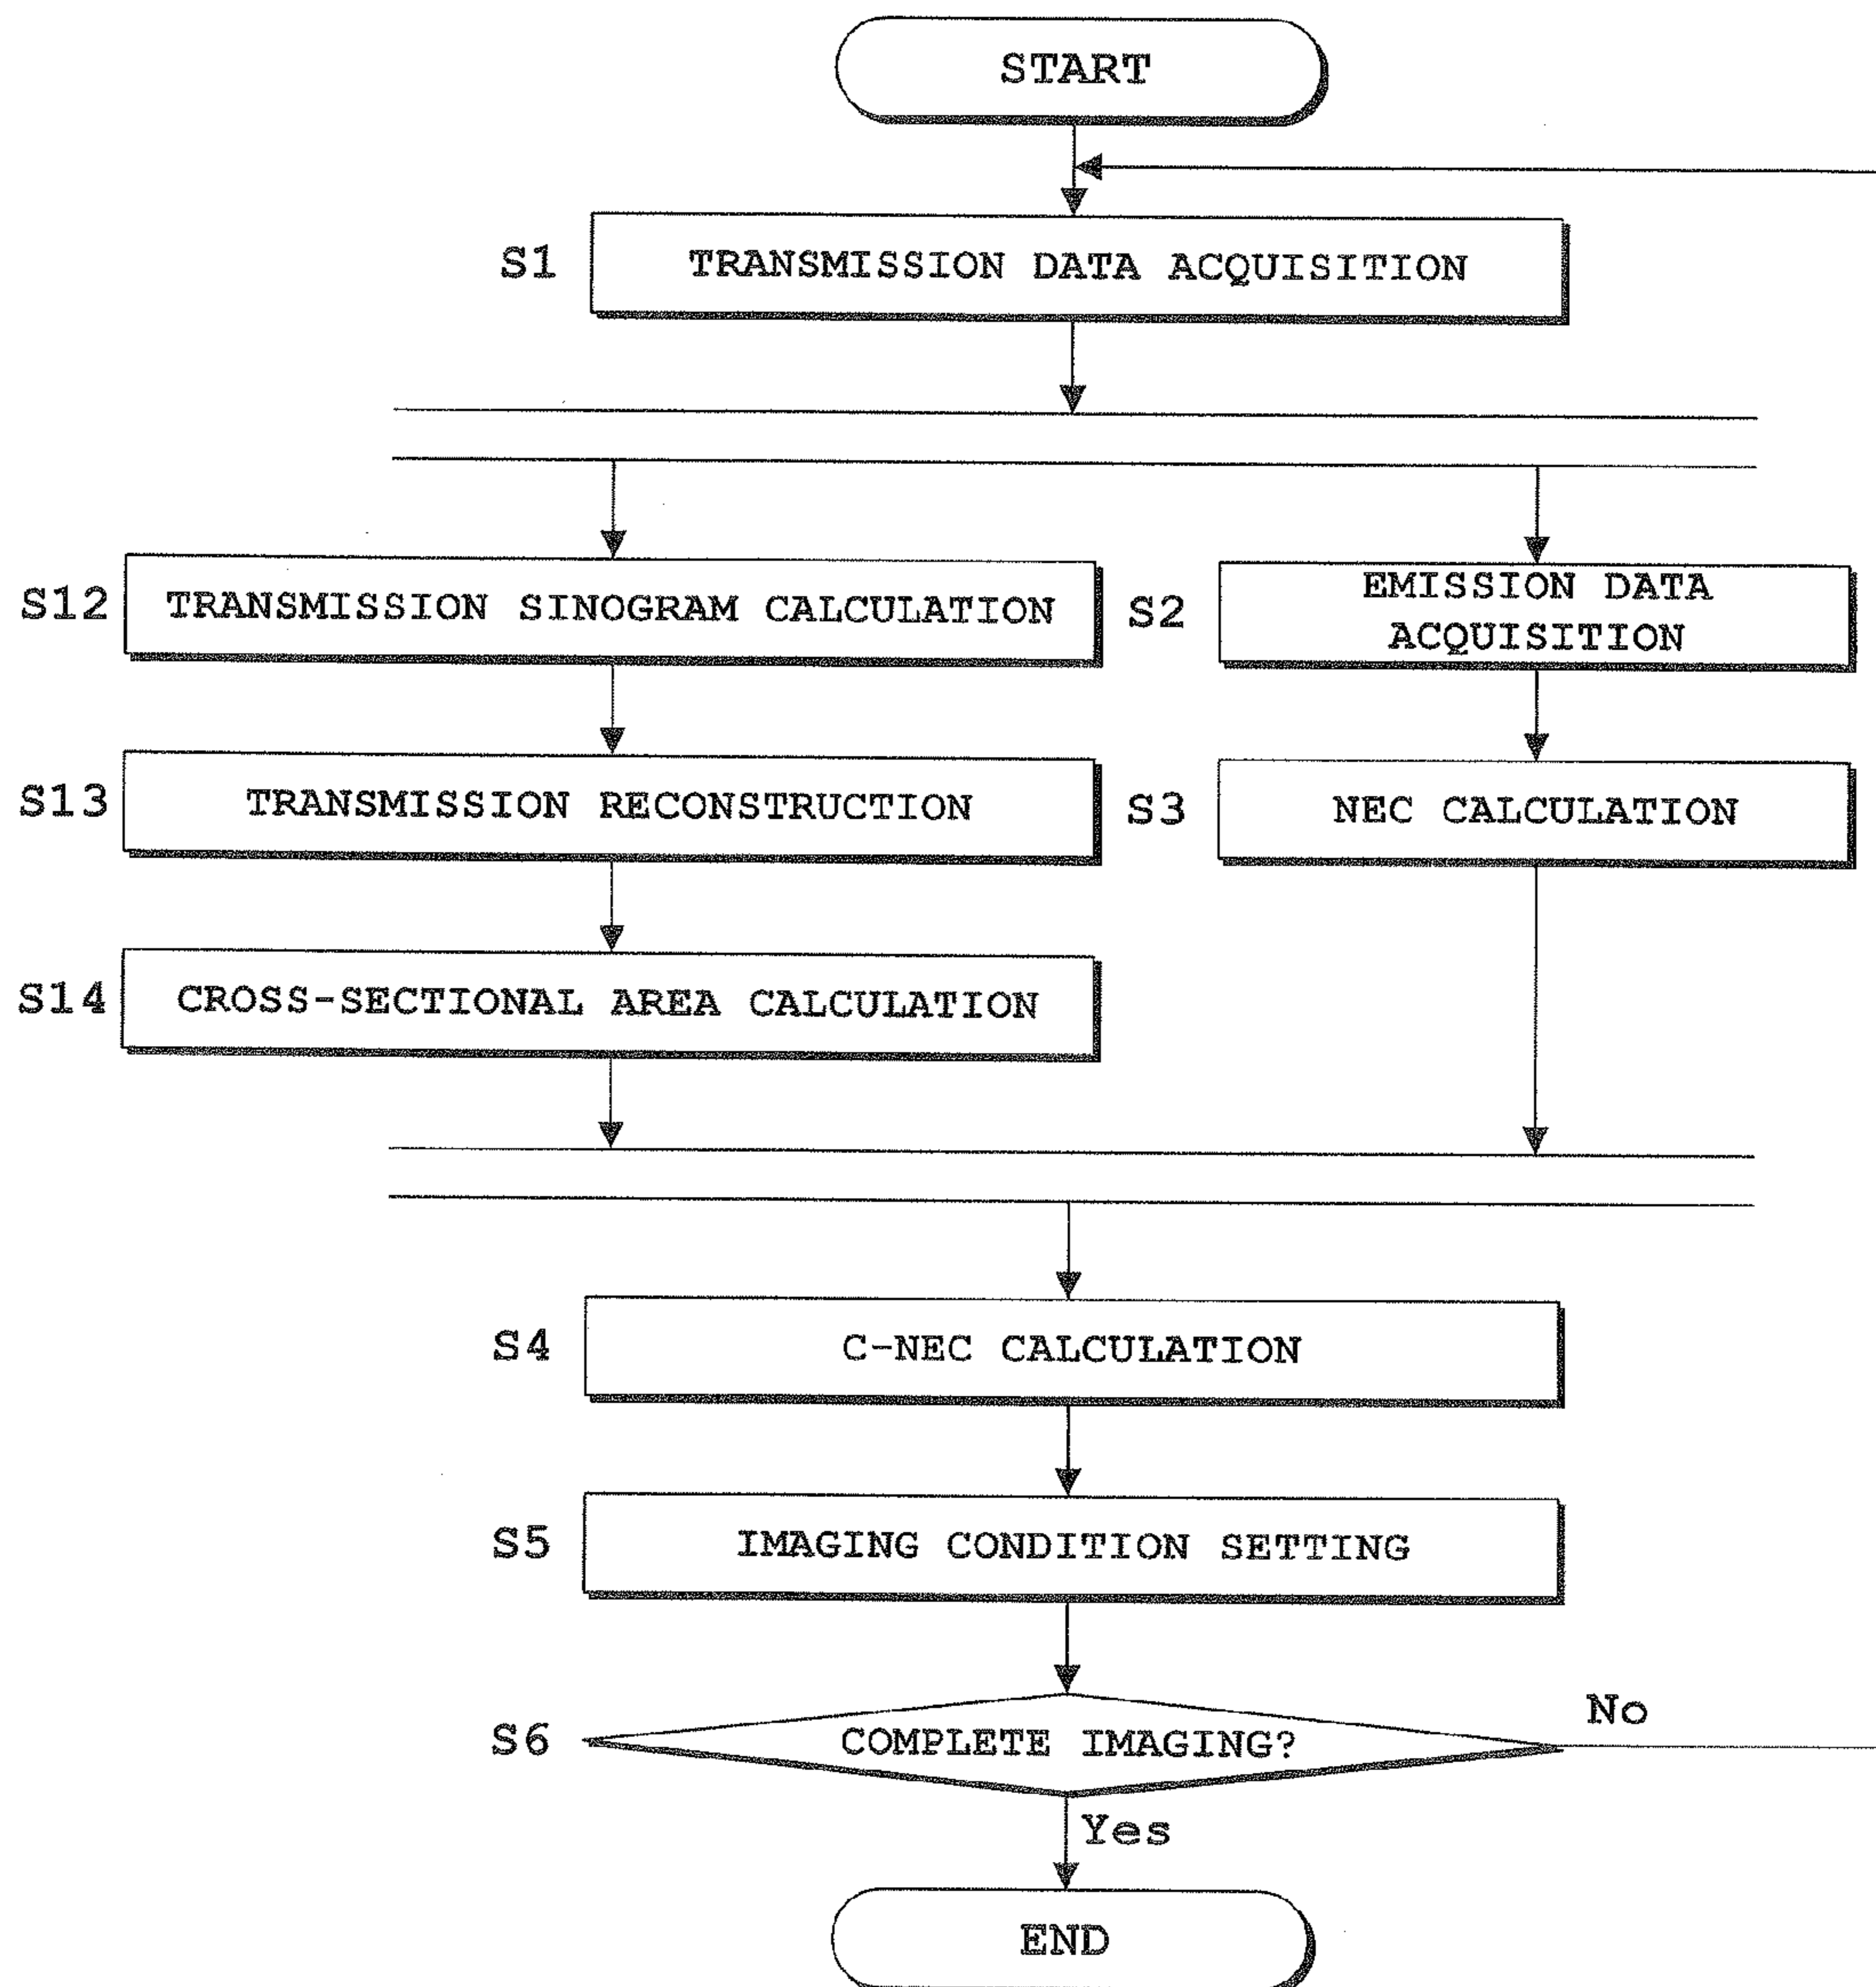 START
S1 TRANSMISSION DATA ACQUISITION
S12 TRANSMISSION SINOGRAM CALCULATION
S2 EMISSION DATA
ACQUISITION
S13 TRANSMISSION RECONSTRUCTION
S3 NEC CALCULATION
S14 CROSS-SECTIONAL AREA CALCULATION
S4 C-NEC CALCULATION
S5 IMAGING CONDITION SETTING
S6 COMPLETE IMAGING?
No
Yes
END